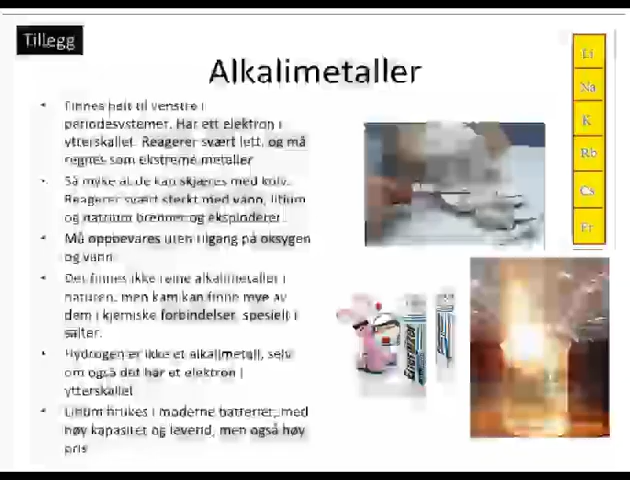 Tillegg
Alkalimetaller
Finnes helt til venstre i
periodesystemet. Har ett elektron i
ytterskallet. Reagerer svært lett, og må
regnes som ekstreme metaller
Så myke at de kan skjæres med kniv.
Reagerer svært sterkt med vann, litium
og natrium brenner og eksploderer.
Må oppbevares uten tilgang på oksygen
og vann
Det finnes ikke rene alkalimetaller i
naturen, men kan finne mye av
dem i kjemiske forbindelser, spesielt i
salter.
Hydrogen er ikke et alkalimetall, selv
om også det har et elektron i
ytterskallet
Litium brukes i moderne batterier, med
høy kapasitet og levetid, men også høy
pris
Li
Na
K
Rb
Cs
Fr
Energizer